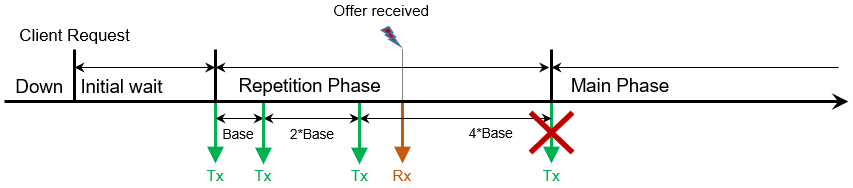 Offer received
Client Request
Down
Initial wait
Repetition Phase
Main Phase
Base
2*Base
4*Base
Tx
Tx
Tx
Rx
Tx